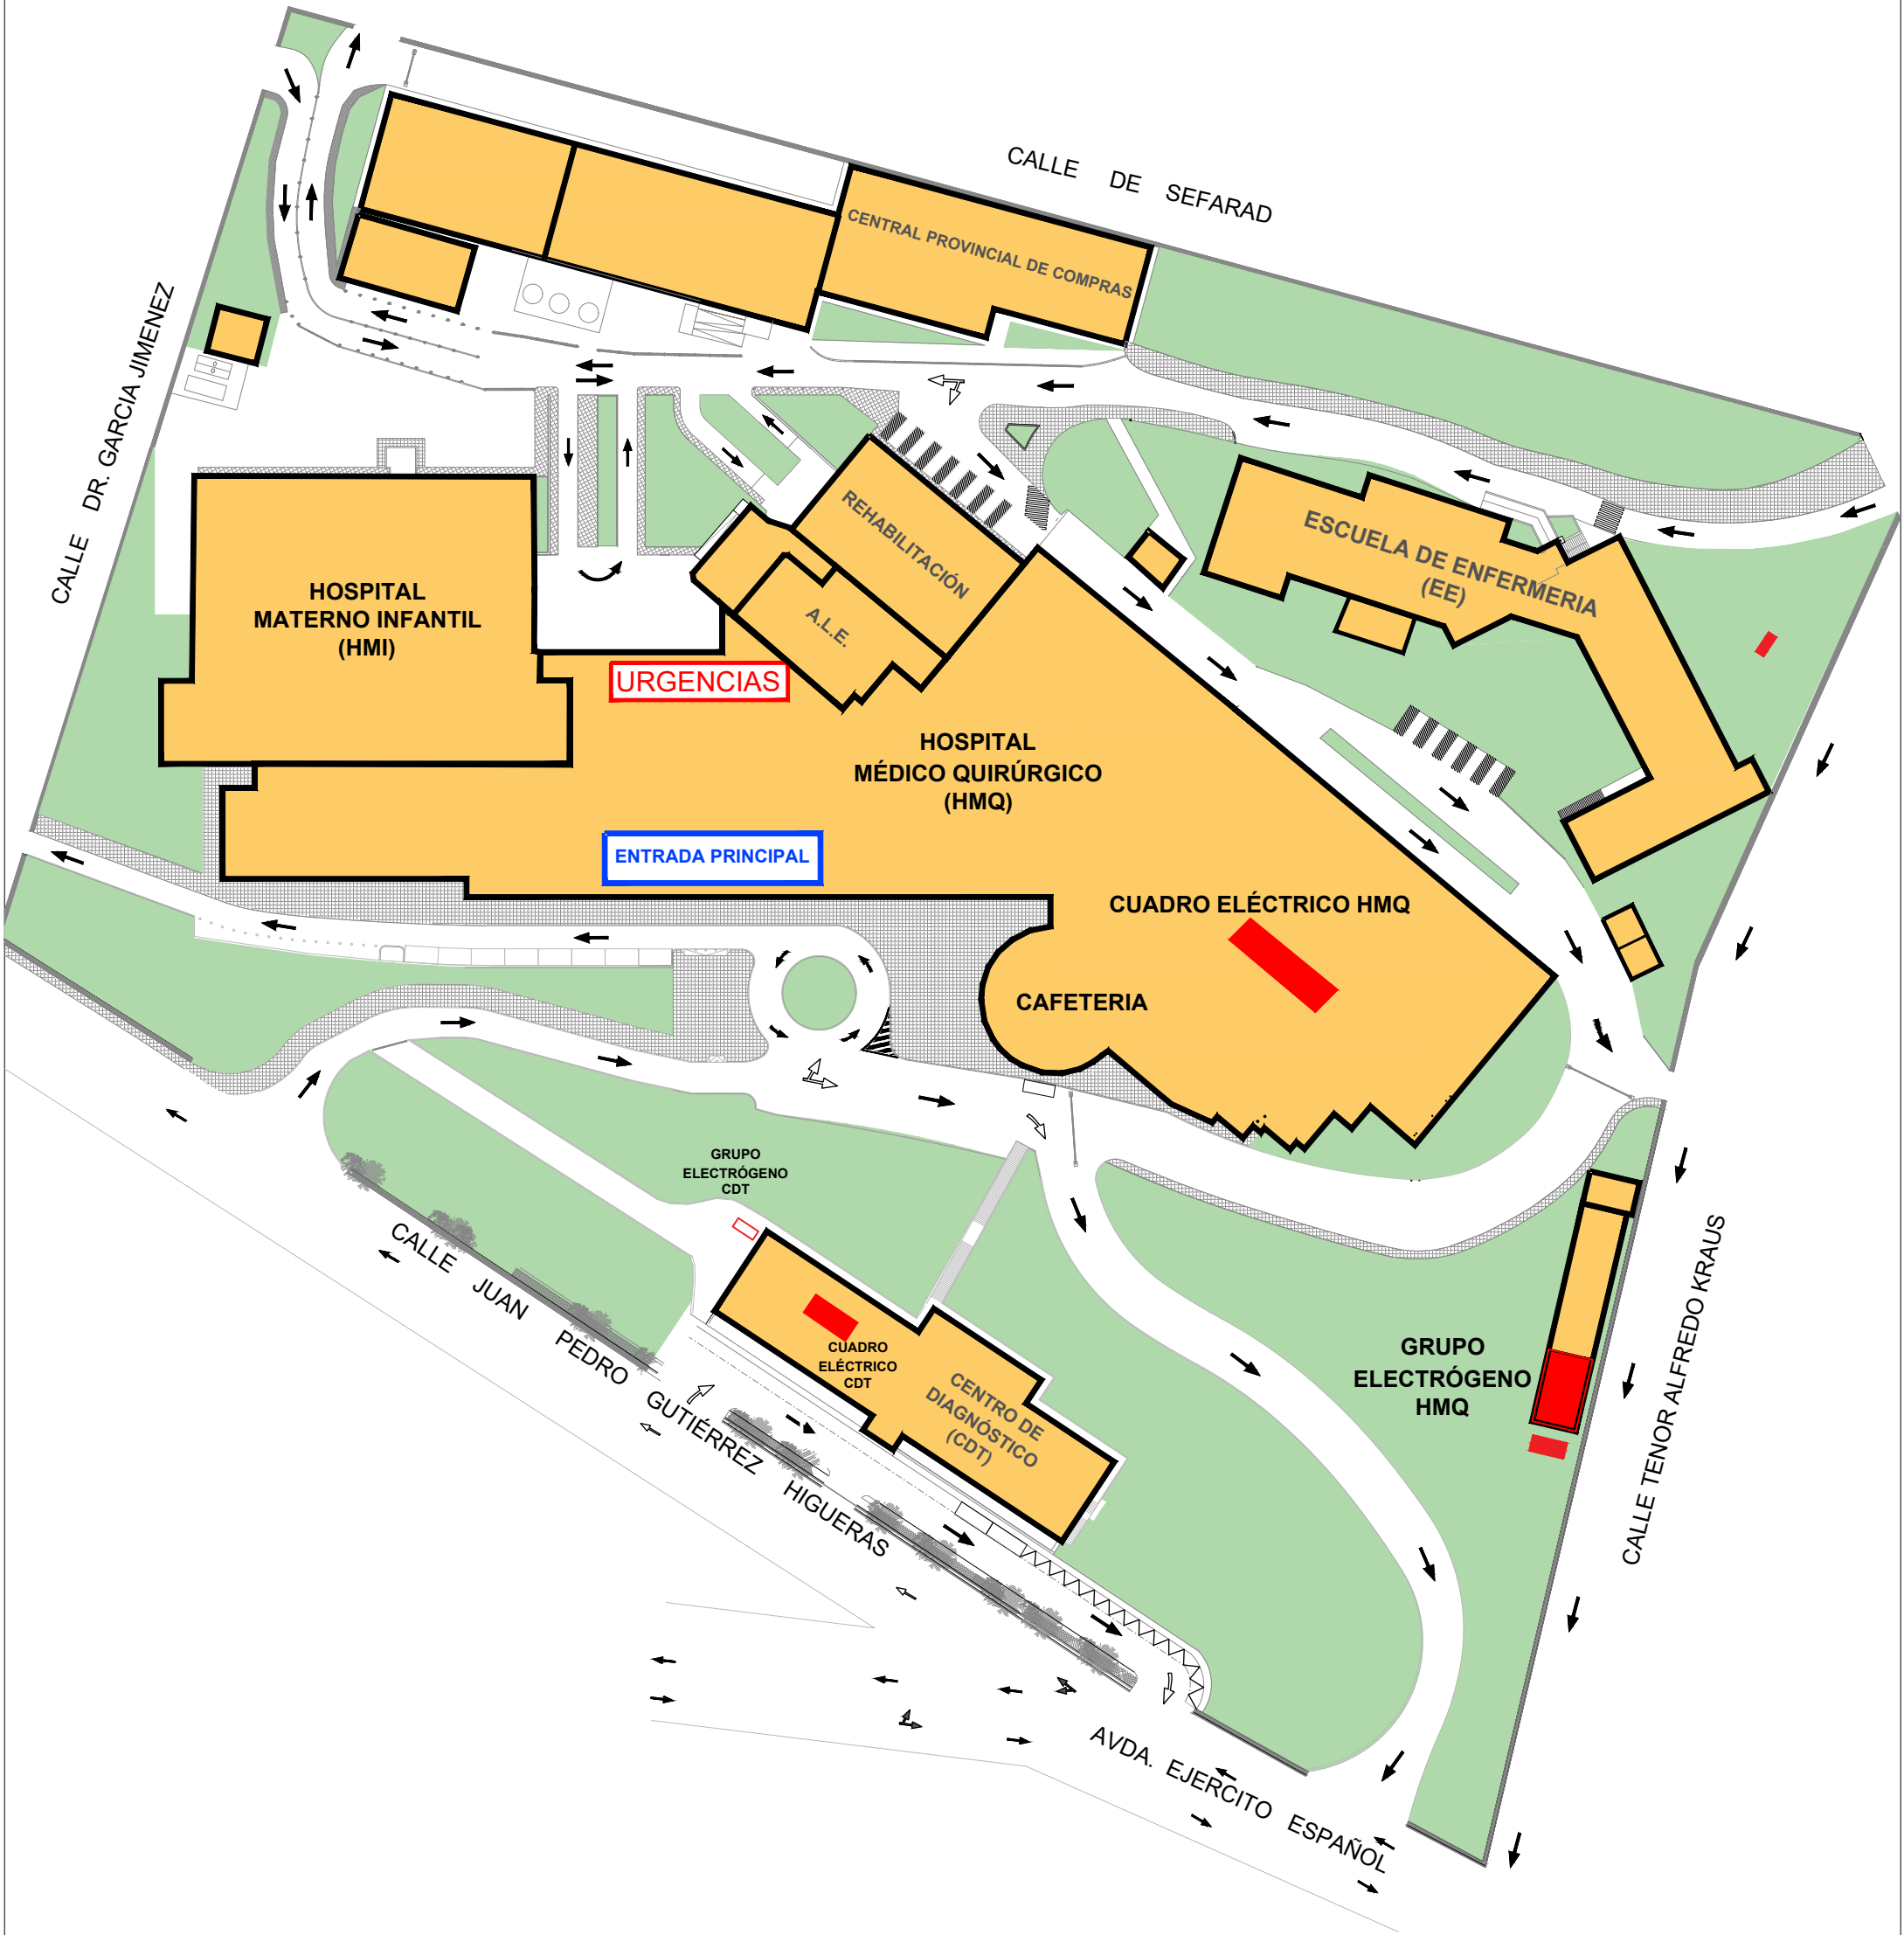 CALLE DE SEFARAD
CENTRAL PROVINCIAL DE COMPRAS
CALLE DR. GARCIA JIMENEZ
REHABILITACIÓN
ESCUELA DE ENFERMERIA
(EE)
HOSPITAL
MATERNO INFANTIL
(HMI)
A.L.E.
URGENCIAS
HOSPITAL
MÉDICO QUIRÚRGICO
(HMQ)
ENTRADA PRINCIPAL
CUADRO ELÉCTRICO HMQ
CAFETERIA
GRUPO
ELECTRÓGENO
CDT
CALLE JUAN PEDRO GUTIÉRREZ HIGUERAS
CUADRO
ELÉCTRICO
CDT
CENTRO DE
DIAGNÓSTICO
(CDT)
GRUPO
ELECTRÓGENO
HMQ
CALLE TENOR ALFREDO KRAUS
AVDA. EJERCITO ESPAÑOL